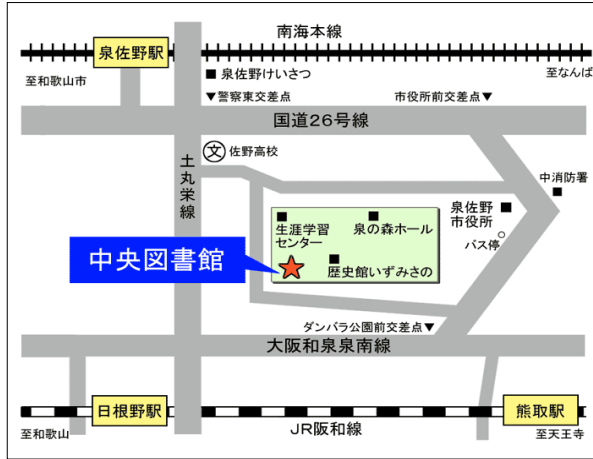 南海本線
泉佐野駅
至和歌山市
泉佐野けいさつ
至なんば
▼警察東交差点
市役所前交差点▼
国道26号線
文
佐野高校
土丸栄線
中消防署
泉佐野
市役所
バス停
生涯学習
センター
泉の森ホール
中央図書館
歴史館いずみさの
ダンバラ公園前交差点▼
大阪和泉泉南線
日根野駅
熊取駅
至和歌山
JR阪和線
至天王寺